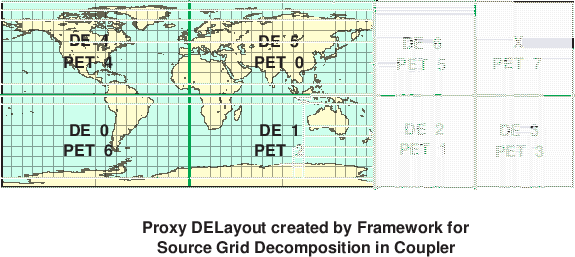 DE 4 DE 5 DE 6 X
PET 4 PET 0 PET 5 PET 7
DE 0 DE 1 DE 2 DE 3
PET 6 PET 2 PET 1 PET 3
Proxy DELayout created by Framework for
Source Grid Decomposition in Coupler